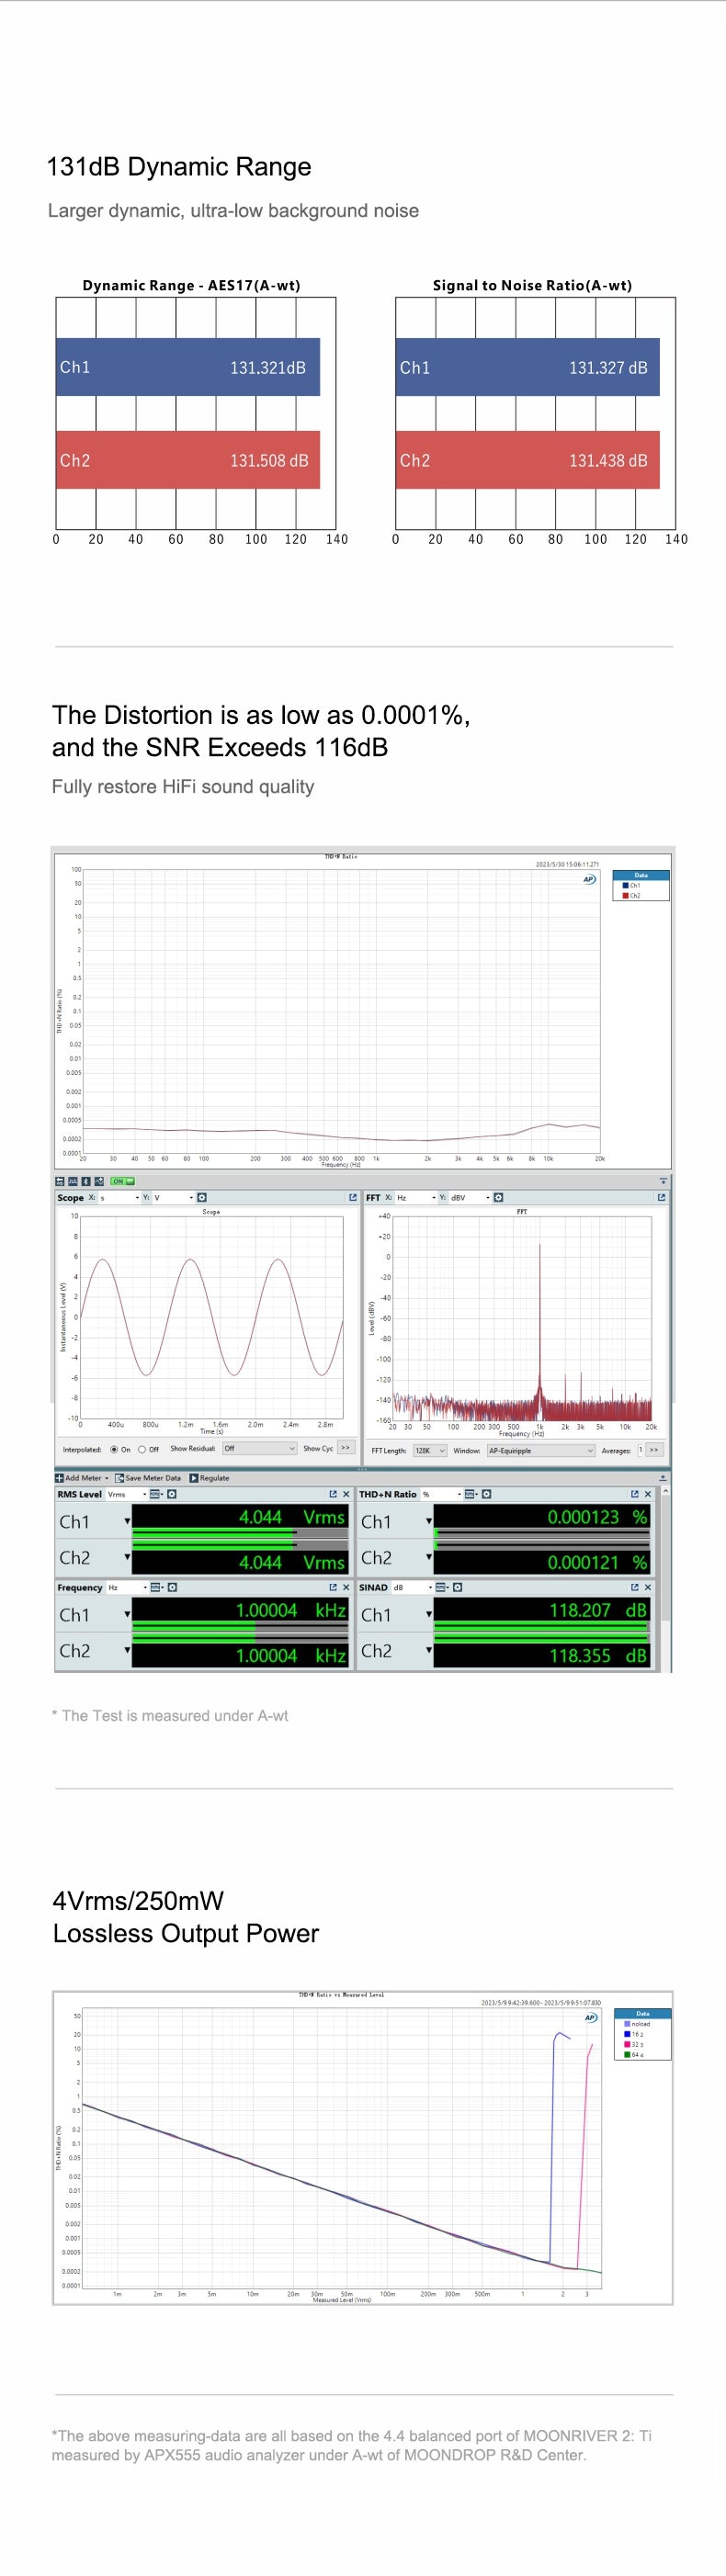 131dB Dynamic Range
Larger dynamic, ultra-low background noise
Dynamic Range - AES17(A-wt)
Ch1 131.321dB
Ch2 131.508 dB
0 20 40 60 80 100 120 140
Signal to Noise Ratio(A-wt)
Ch1 131.327 dB
Ch2 131.438 dB
0 20 40 60 80 100 120 140
The Distortion is as low as 0.0001%,
and the SNR Exceeds 116dB
Fully restore HiFi sound quality
THD+N Ratio
2023/5/30 15:06:11.271
AP
Data
Ch1
Ch2
THD+N Ratio (%)
100
50
20
10
5
2
1
0.5
0.2
0.1
0.05
0.02
0.01
0.005
0.002
0.001
0.0005
0.0002
0.0001
20 30 40 50 60 80 100 200 300 400 500 600 800 1k 2k 3k 4k 5k 6k 8k 10k 20k
Frequency (Hz)
ON
Scope X: s Y: V
Scope
Instantaneous Level (V)
10
8
6
4
2
0
-2
-4
-6
-8
-10
0 400u 800u 1.2m 1.6m 2.0m 2.4m 2.8m
Time (s)
Interpolated: On Off Show Residual: Off Show Cyc >>
FFT X: Hz Y: dBV
FFT
Level (dBV)
+40
+20
0
-20
-40
-60
-80
-100
-120
-140
-160
20 30 50 100 200 300 500 1k 2k 3k 5k 10k 20k
Frequency (Hz)
FFT Length: 128K Window: AP-Equiripple Averages: 1 >>
Add Meter Save Meter Data Regulate
RMS Level Vrms
Ch1 4.044 Vrms
Ch2 4.044 Vrms
THD+N Ratio %
Ch1 0.000123 %
Ch2 0.000121 %
Frequency Hz
Ch1 1.00004 kHz
Ch2 1.00004 kHz
SINAD dB
Ch1 118.207 dB
Ch2 118.355 dB
* The Test is measured under A-wt
4Vrms/250mW
Lossless Output Power
THD+N Ratio vs Measured Level
2023/5/9 9:42:39.600 - 2023/5/9 9:51:07.830
AP
Data
noload
16 2
32 3
64 4
THD+N Ratio (%)
50
20
10
5
2
1
0.5
0.2
0.1
0.05
0.02
0.01
0.005
0.002
0.001
0.0005
0.0002
0.0001
1m 2m 3m 5m 10m 20m 30m 50m 100m 200m 300m 500m 1 2 3
Measured Level (Vrms)
*The above measuring-data are all based on the 4.4 balanced port of MOONRIVER 2: Ti
measured by APX555 audio analyzer under A-wt of MOONDROP R&D Center.